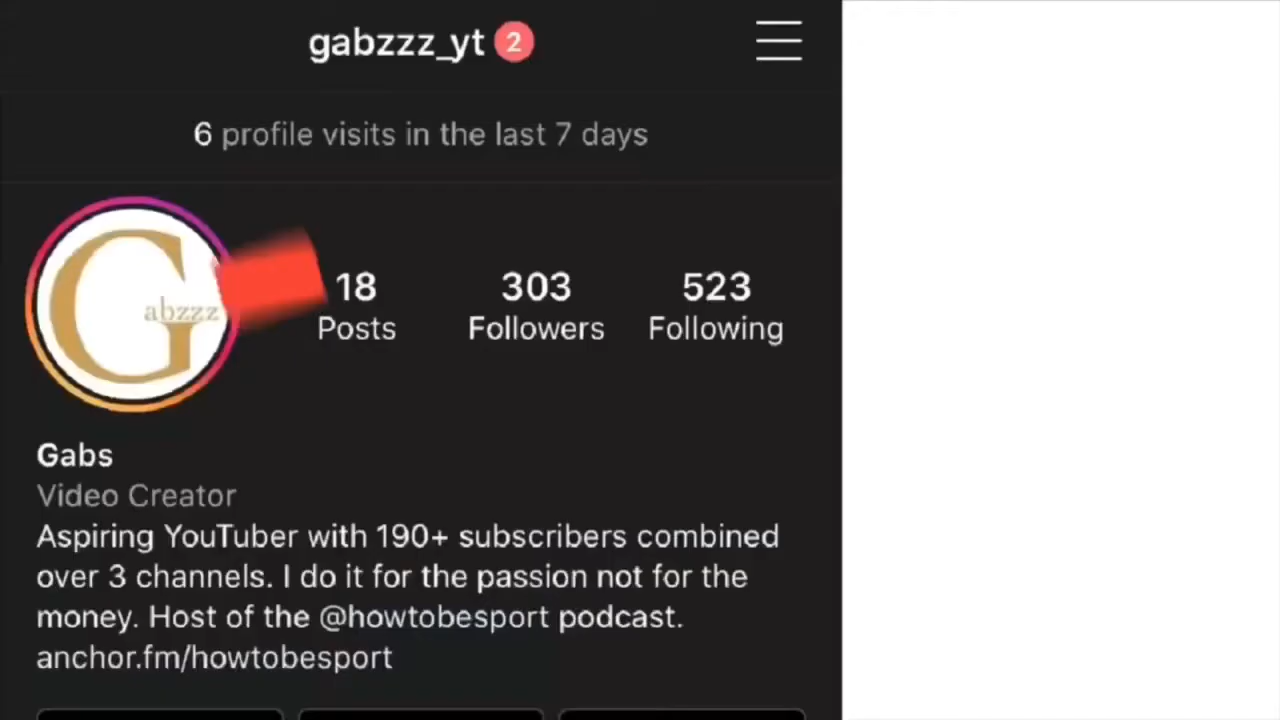 gabzzz_yt 2
6 profile visits in the last 7 days
G
abzzz
18 303 523
Posts Followers Following
Gabs
Video Creator
Aspiring YouTuber with 190+ subscribers combined
over 3 channels. I do it for the passion not for the
money. Host of the @howtobesport podcast.
anchor.fm/howtobesport